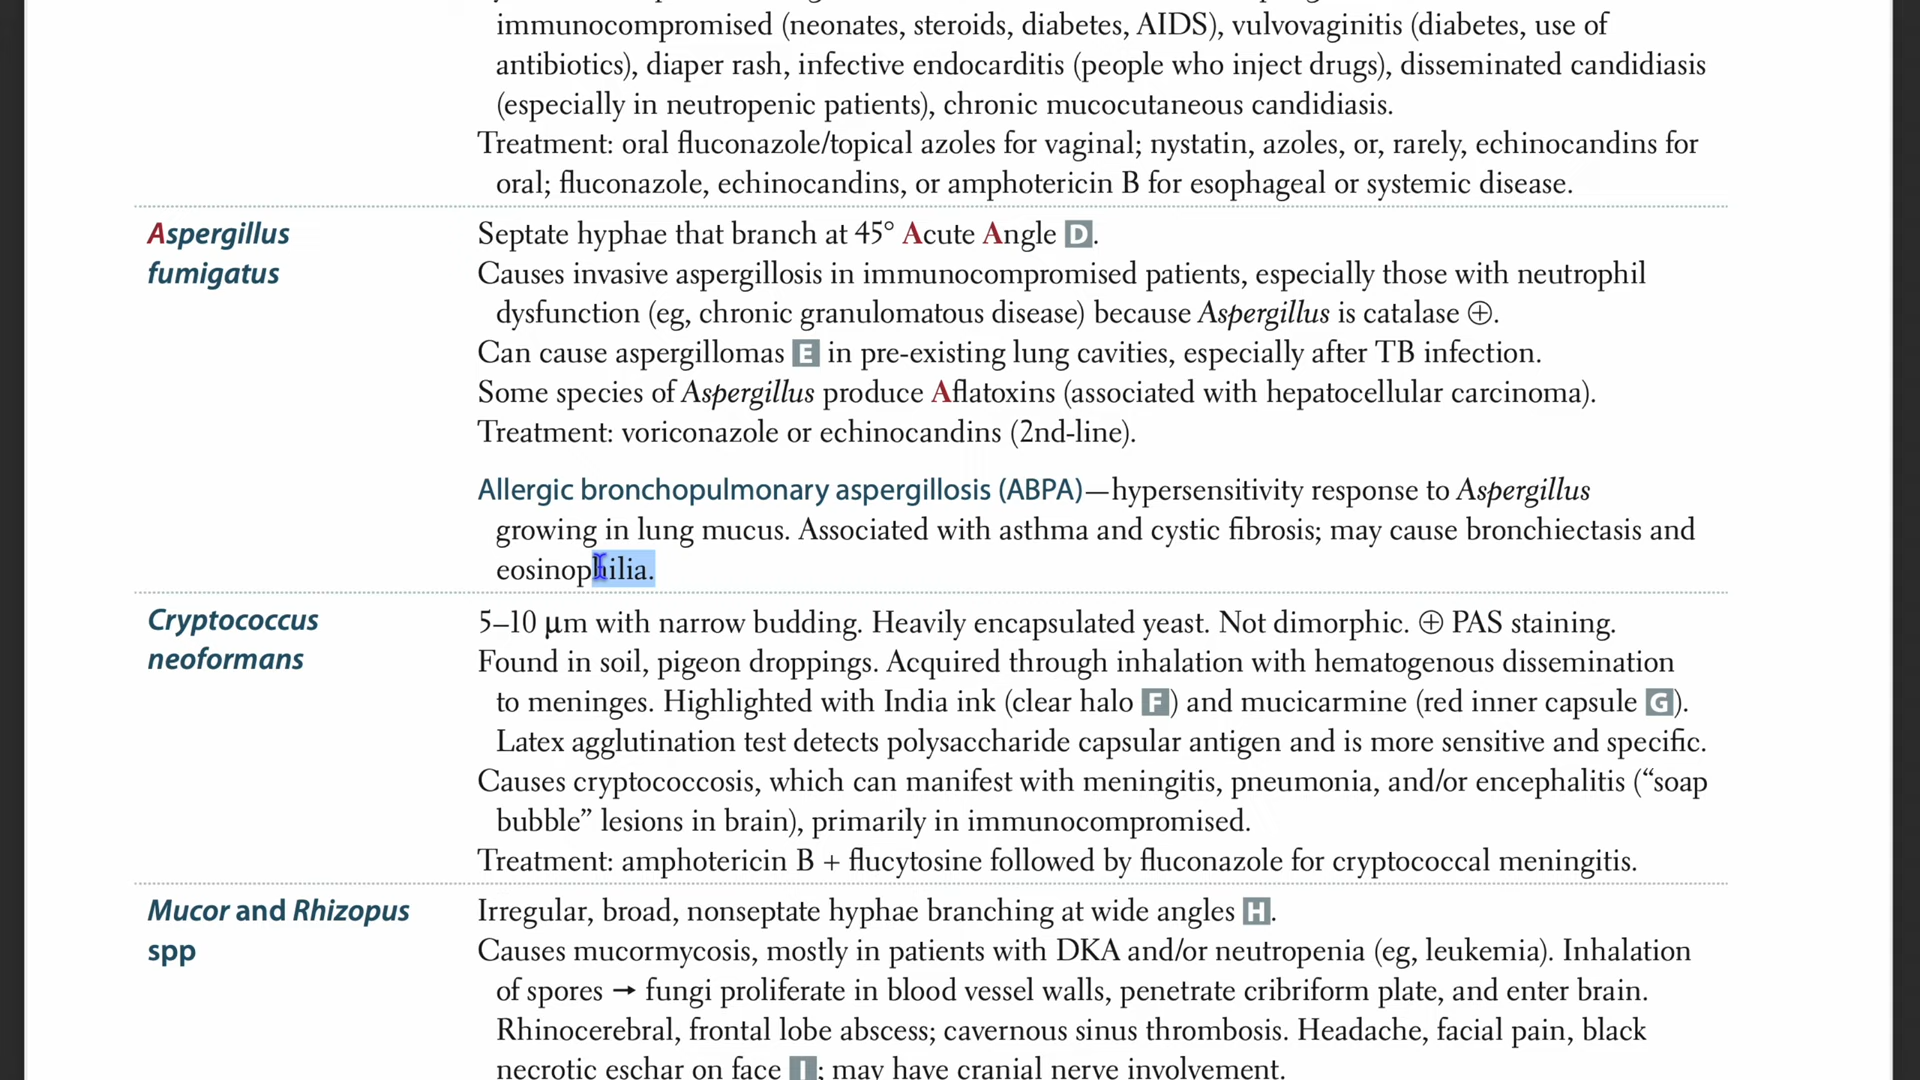 immunocompromised (neonates, steroids, diabetes, AIDS), vulvovaginitis (diabetes, use of
antibiotics), diaper rash, infective endocarditis (people who inject drugs), disseminated candidiasis
(especially in neutropenic patients), chronic mucocutaneous candidiasis.
Treatment: oral fluconazole/topical azoles for vaginal; nystatin, azoles, or, rarely, echinocandins for
oral; fluconazole, echinocandins, or amphotericin B for esophageal or systemic disease.
Aspergillus
fumigatus
Septate hyphae that branch at 45° Acute Angle D.
Causes invasive aspergillosis in immunocompromised patients, especially those with neutrophil
dysfunction (eg, chronic granulomatous disease) because Aspergillus is catalase ⊕.
Can cause aspergillomas E in pre-existing lung cavities, especially after TB infection.
Some species of Aspergillus produce Aflatoxins (associated with hepatocellular carcinoma).
Treatment: voriconazole or echinocandins (2nd-line).
Allergic bronchopulmonary aspergillosis (ABPA)—hypersensitivity response to Aspergillus
growing in lung mucus. Associated with asthma and cystic fibrosis; may cause bronchiectasis and
eosinophilia.
Cryptococcus
neoformans
5–10 μm with narrow budding. Heavily encapsulated yeast. Not dimorphic. ⊕ PAS staining.
Found in soil, pigeon droppings. Acquired through inhalation with hematogenous dissemination
to meninges. Highlighted with India ink (clear halo F) and mucicarmine (red inner capsule G).
Latex agglutination test detects polysaccharide capsular antigen and is more sensitive and specific.
Causes cryptococcosis, which can manifest with meningitis, pneumonia, and/or encephalitis (“soap
bubble” lesions in brain), primarily in immunocompromised.
Treatment: amphotericin B + flucytosine followed by fluconazole for cryptococcal meningitis.
Mucor and Rhizopus
spp
Irregular, broad, nonseptate hyphae branching at wide angles H.
Causes mucormycosis, mostly in patients with DKA and/or neutropenia (eg, leukemia). Inhalation
of spores → fungi proliferate in blood vessel walls, penetrate cribriform plate, and enter brain.
Rhinocerebral, frontal lobe abscess; cavernous sinus thrombosis. Headache, facial pain, black
necrotic eschar on face I; may have cranial nerve involvement.